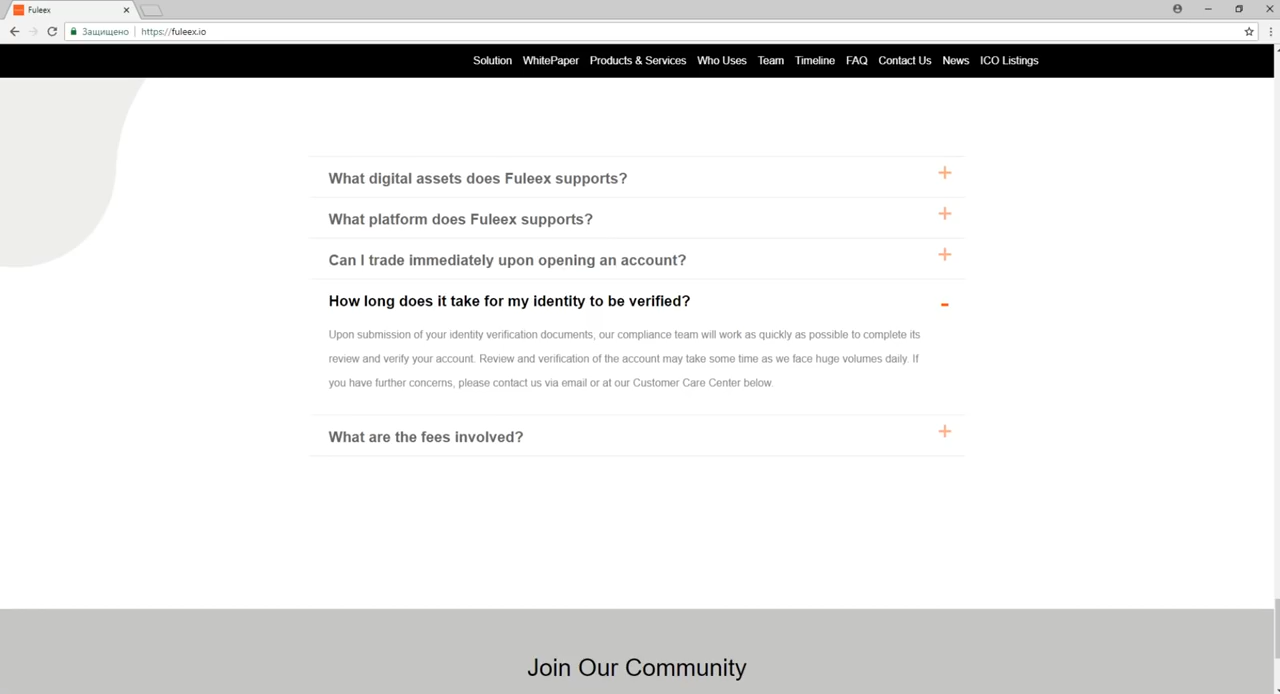 Fuleex
Защищено
https://fuleex.io
Solution WhitePaper Products & Services Who Uses Team Timeline FAQ Contact Us News ICO Listings
What digital assets does Fuleex supports?
What platform does Fuleex supports?
Can I trade immediately upon opening an account?
How long does it take for my identity to be verified?
Upon submission of your identity verification documents, our compliance team will work as quickly as possible to complete its
review and verify your account. Review and verification of the account may take some time as we face huge volumes daily. If
you have further concerns, please contact us via email or at our Customer Care Center below.
What are the fees involved?
Join Our Community